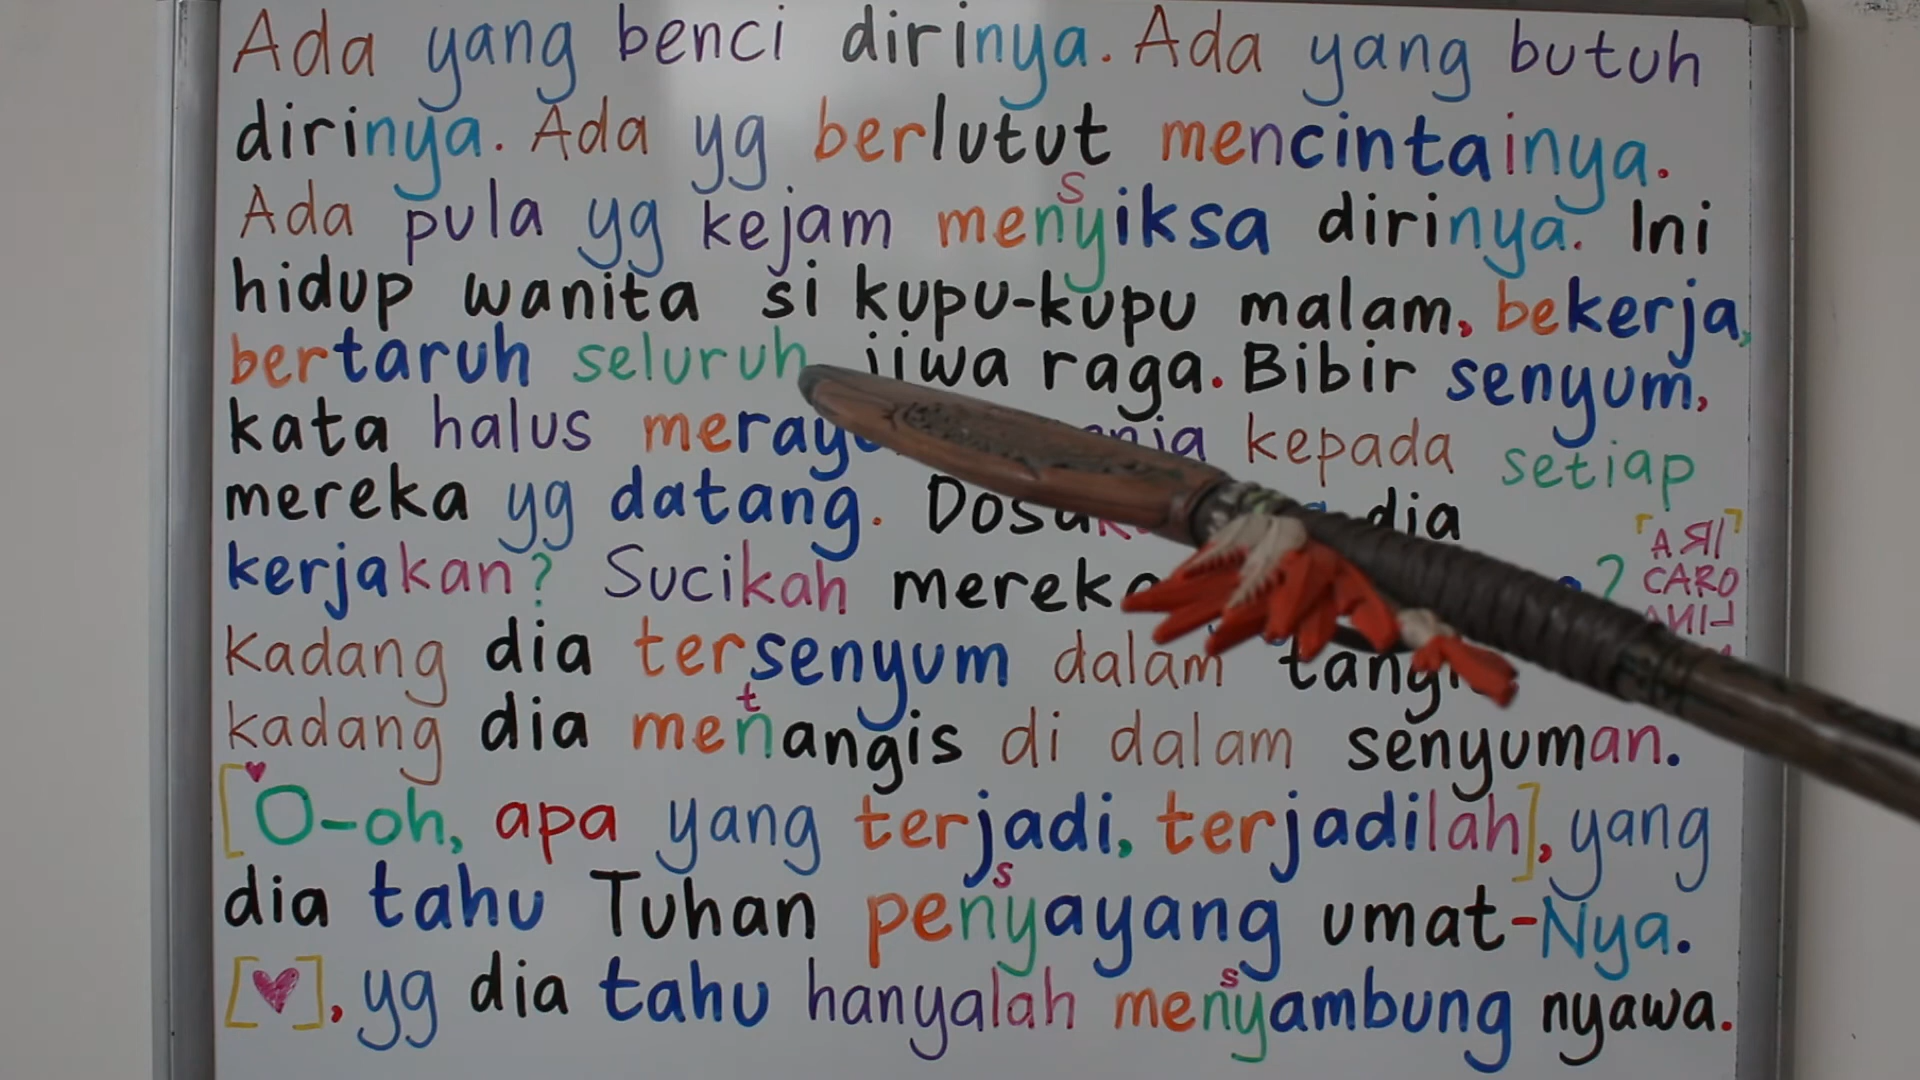 Ada yang benci dirinya. Ada yang butuh
dirinya. Ada yg berlutut mencintainya.
s
Ada pula yg kejam menyiksa dirinya. Ini
hidup wanita si kupu-kupu malam, bekerja,
bertaruh seluruh jiwa raga. Bibir senyum,
kata halus kepada setiap
mereka yg datang. dia
kerjakan? Sucikah ?
kadang dia tersenyum dalam
t
kadang dia menangis di dalam senyuman.
[O-oh, apa yang terjadi, terjadilah], yang
s
dia tahu Tuhan penyayang umat-Nya.
s
[♥], yg dia tahu hanyalah menyambung nyawa.
CARO